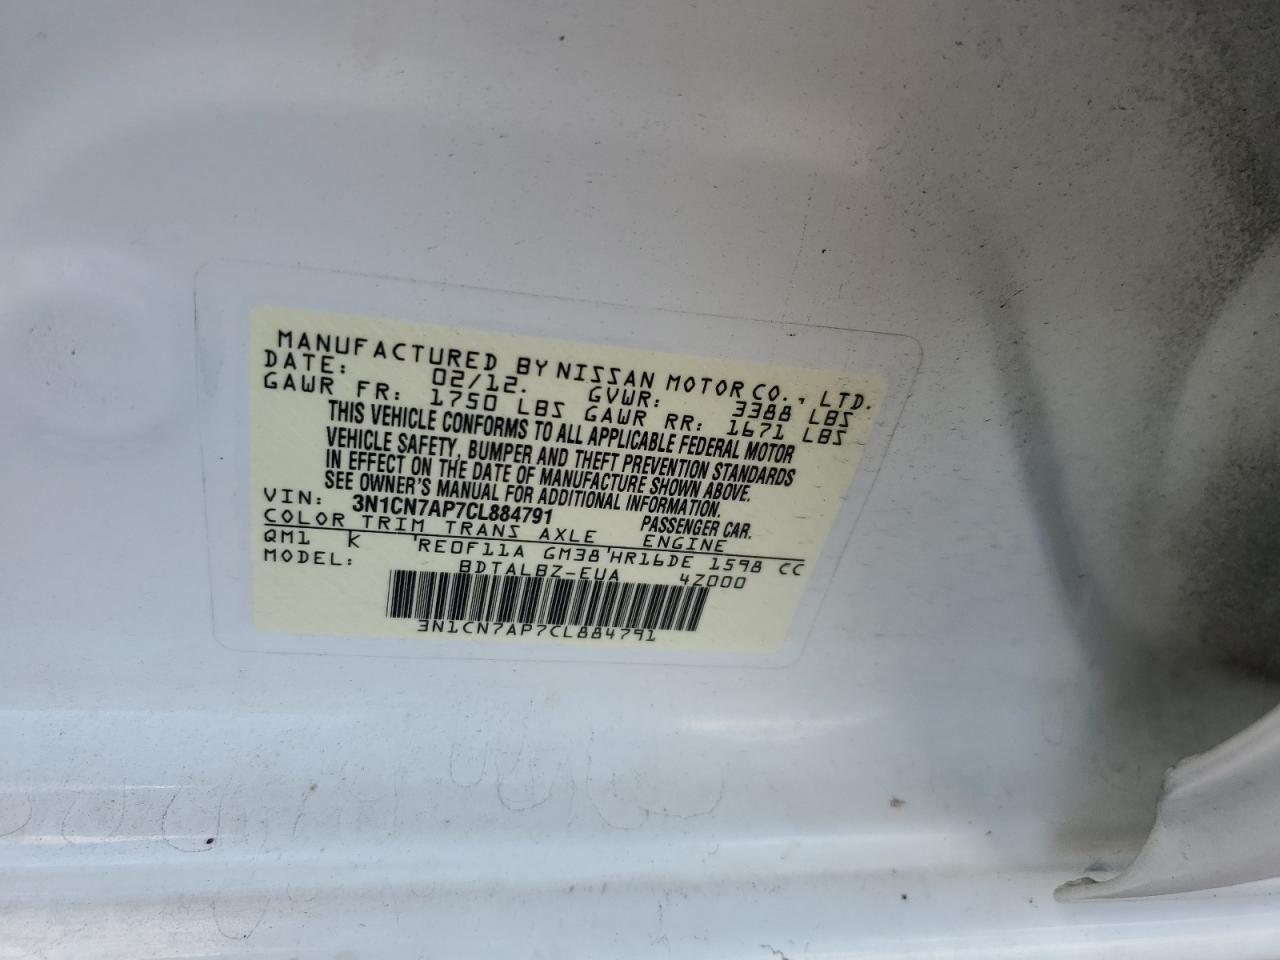 MANUFACTURED BY NISSAN MOTOR CO., LTD.
DATE: 02/12. GVWR: 3388 LBS
GAWR FR: 1750 LBS GAWR RR: 1671 LBS
THIS VEHICLE CONFORMS TO ALL APPLICABLE FEDERAL MOTOR
VEHICLE SAFETY, BUMPER AND THEFT PREVENTION STANDARDS
IN EFFECT ON THE DATE OF MANUFACTURE SHOWN ABOVE.
SEE OWNER'S MANUAL FOR ADDITIONAL INFORMATION.
VIN: 3N1CN7AP7CL884791 PASSENGER CAR.
COLOR TRIM TRANS AXLE ENGINE
QM1 K 'RE0F11A GM38'HR16DE 1598 CC
MODEL: BDTALBZ-EUA 4Z000
3N1CN7AP7CL884791